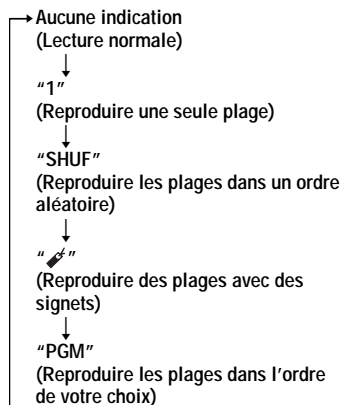 Aucune indication
(Lecture normale)
“1”
(Reproduire une seule plage)
“SHUF”
(Reproduire les plages dans un ordre
aléatoire)
“ ”
(Reproduire des plages avec des
signets)
“PGM”
(Reproduire les plages dans l’ordre
de votre choix)